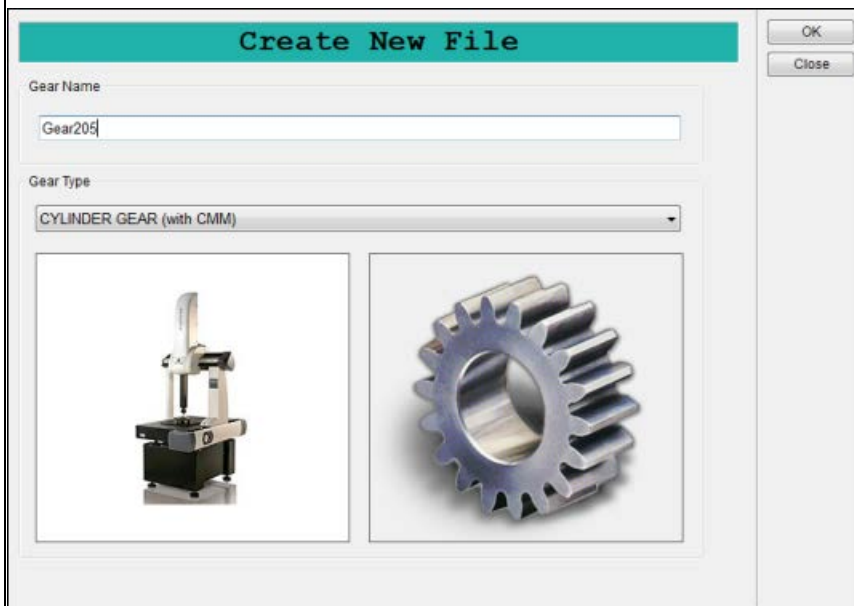 Create New File
OK
Close
Gear Name
Gear205
Gear Type
CYLINDER GEAR (with CMM)